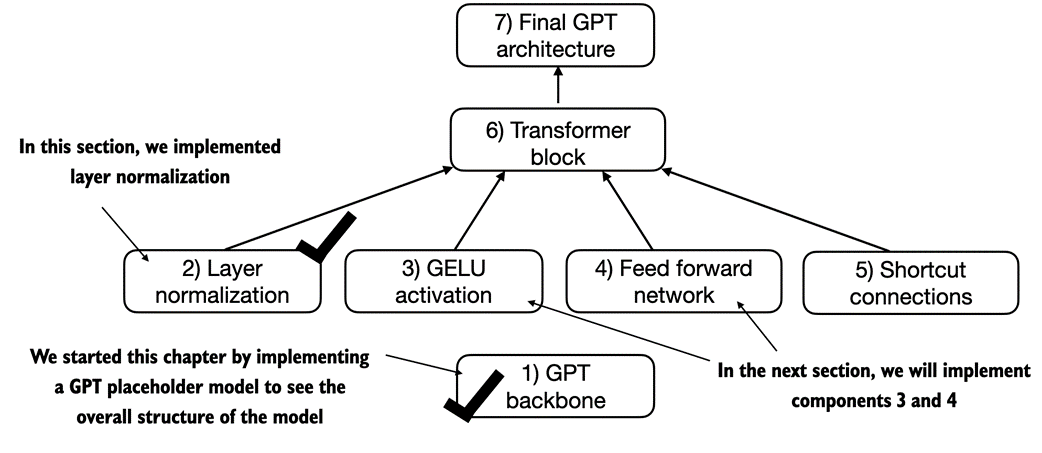 7) Final GPT
architecture
6) Transformer
block
In this section, we implemented
layer normalization
2) Layer
normalization
3) GELU
activation
4) Feed forward
network
5) Shortcut
connections
We started this chapter by implementing
a GPT placeholder model to see the
overall structure of the model
1) GPT
backbone
In the next section, we will implement
components 3 and 4